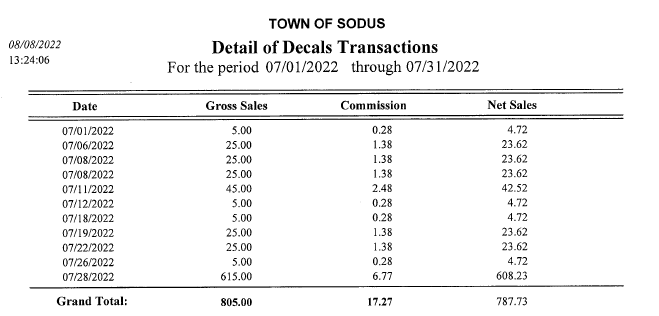 TOWN OF SODUS
08/08/2022 Detail of Decals Transactions
13:24:06 For the period 07/01/2022 through 07/31/2022
Date Gross Sales Commission Net Sales
07/01/2022 5.00 0.28 4.72
07/06/2022 25.00 1.38 23.62
07/08/2022 25.00 1.38 23.62
07/08/2022 25.00 1.38 23.62
07/11/2022 45.00 2.48 42.52
07/12/2022 5.00 0.28 4.72
07/18/2022 5.00 0.28 4.72
07/19/2022 25.00 1.38 23.62
07/22/2022 25.00 1.38 23.62
07/26/2022 5.00 0.28 4.72
07/28/2022 615.00 6.77 608.23
Grand Total: 805.00 17.27 787.73